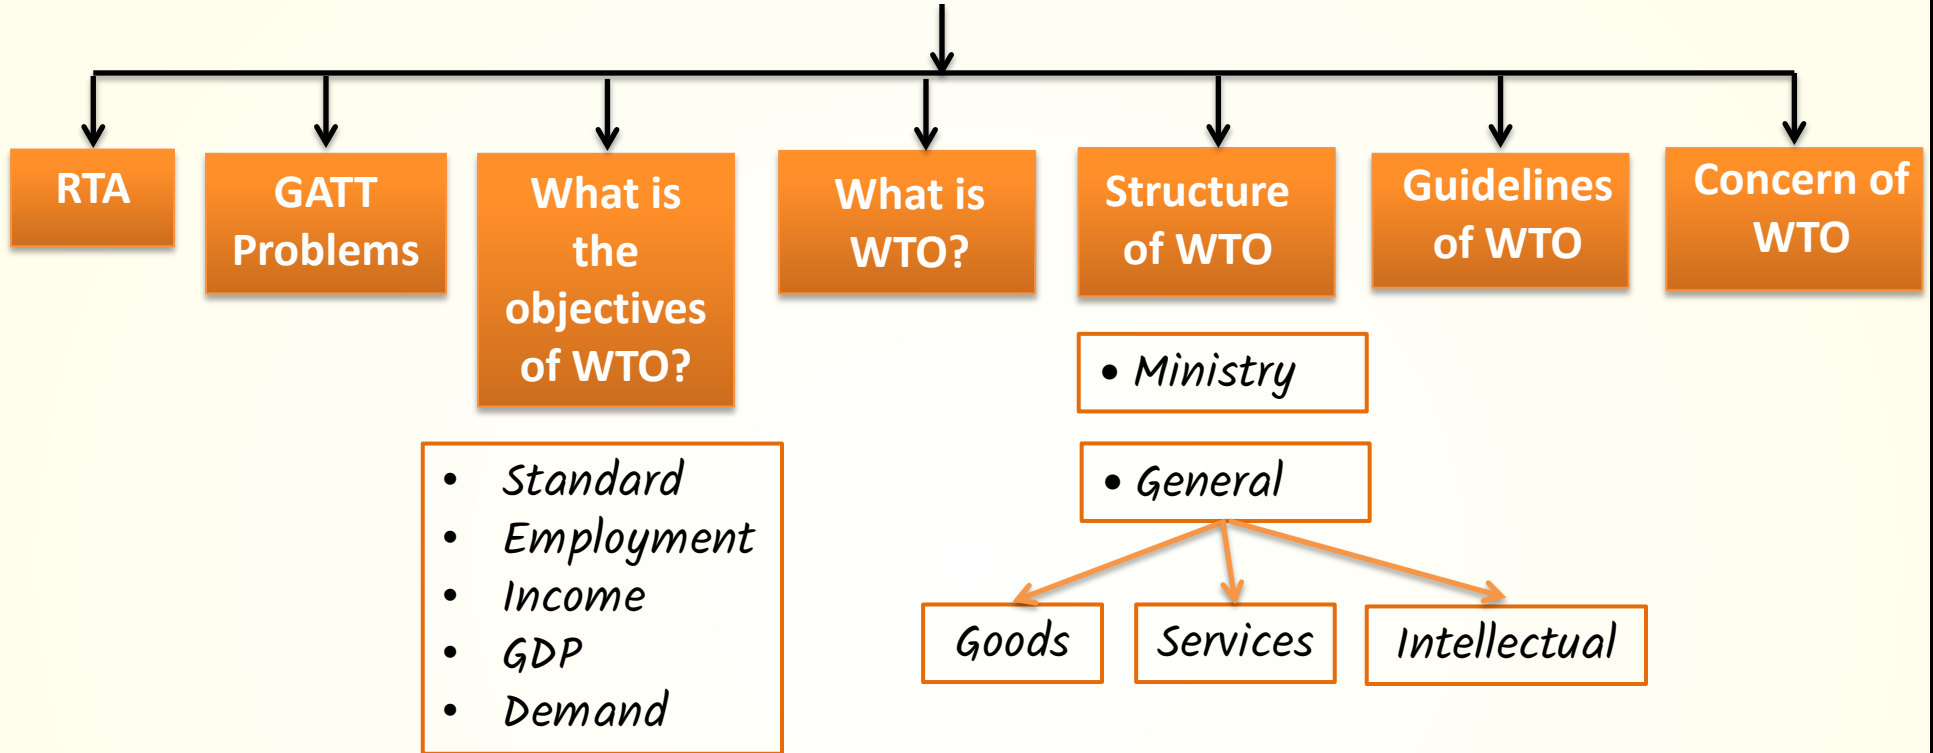 RTA
GATT
Problems
What is
the
objectives
of WTO?
What is
WTO?
Structure
of WTO
Guidelines
of WTO
Concern of
WTO
• Standard
• Employment
• Income
• GDP
• Demand
• Ministry
• General
Goods
Services
Intellectual